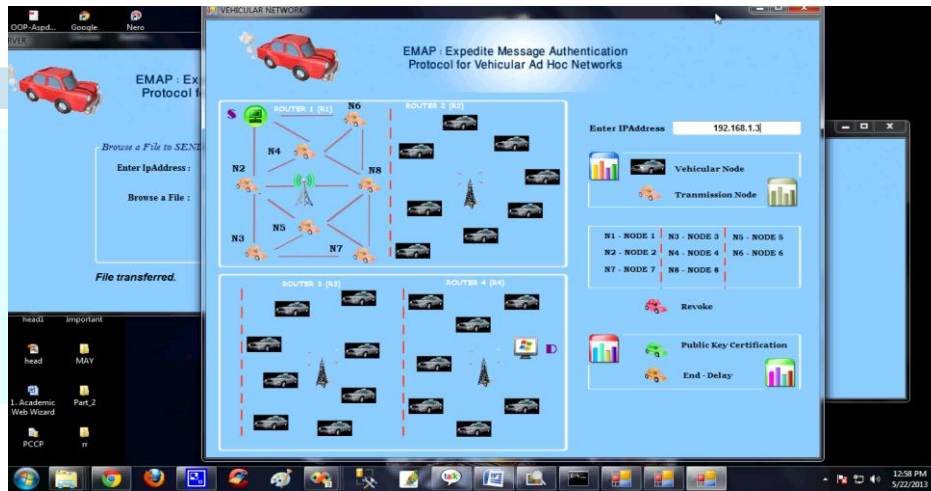 OOP-Aspd...
Google
Nero
RVER
EMAP : Ex
Protocol f
Browse a File to SENT
Enter IpAddress :
Browse a File :
File transferred.
head1
important
head
MAY
1. Academic
Web Wizard
Part_2
PCCP
rr
VEHICULAR NETWORK
EMAP : Expedite Message Authentication
Protocol for Vehicular Ad Hoc Networks
ROUTER 1 (R1)
ROUTER 2 (R2)
S
N6
N4
N2
N8
N5
N3
N7
ROUTER 3 (R3)
ROUTER 4 (R4)
D
Enter IPAddress
192.168.1.3
Vehicular Node
Tranmission Node
N1 - NODE 1
N3 - NODE 3
N5 - NODE 5
N2 - NODE 2
N4 - NODE 4
N6 - NODE 6
N7 - NODE 7
N8 - NODE 8
Revoke
Public Key Certification
End - Delay
talk
12:58 PM
5/22/2013